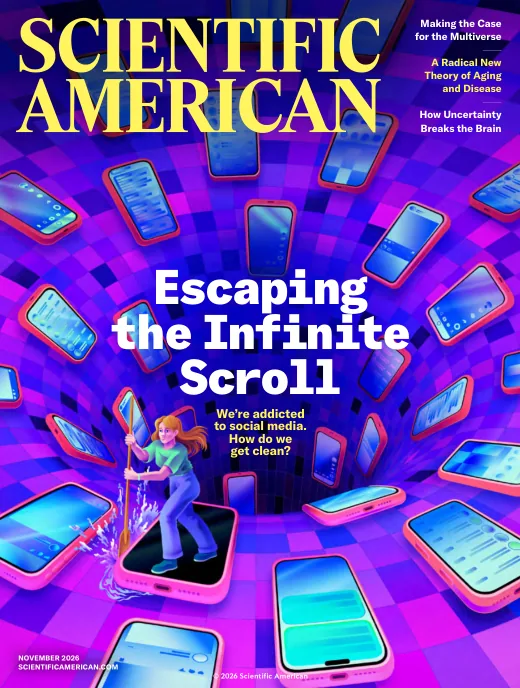 SCIENTIFIC
AMERICAN
Making the Case
for the Multiverse
A Radical New
Theory of Aging
and Disease
How Uncertainty
Breaks the Brain
Escaping
the Infinite
Scroll
We’re addicted
to social media.
How do we
get clean?
NOVEMBER 2026
SCIENTIFICAMERICAN.COM
© 2026 Scientific American